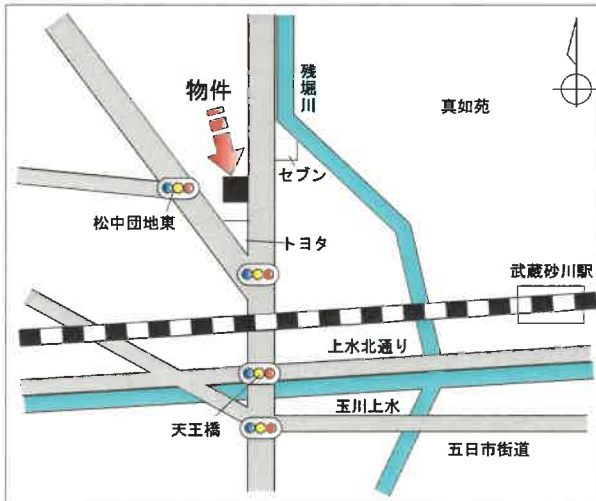 残堀川
真如苑
物件
セブン
松中団地東
トヨタ
武蔵砂川駅
上水北通り
玉川上水
天王橋
五日市街道